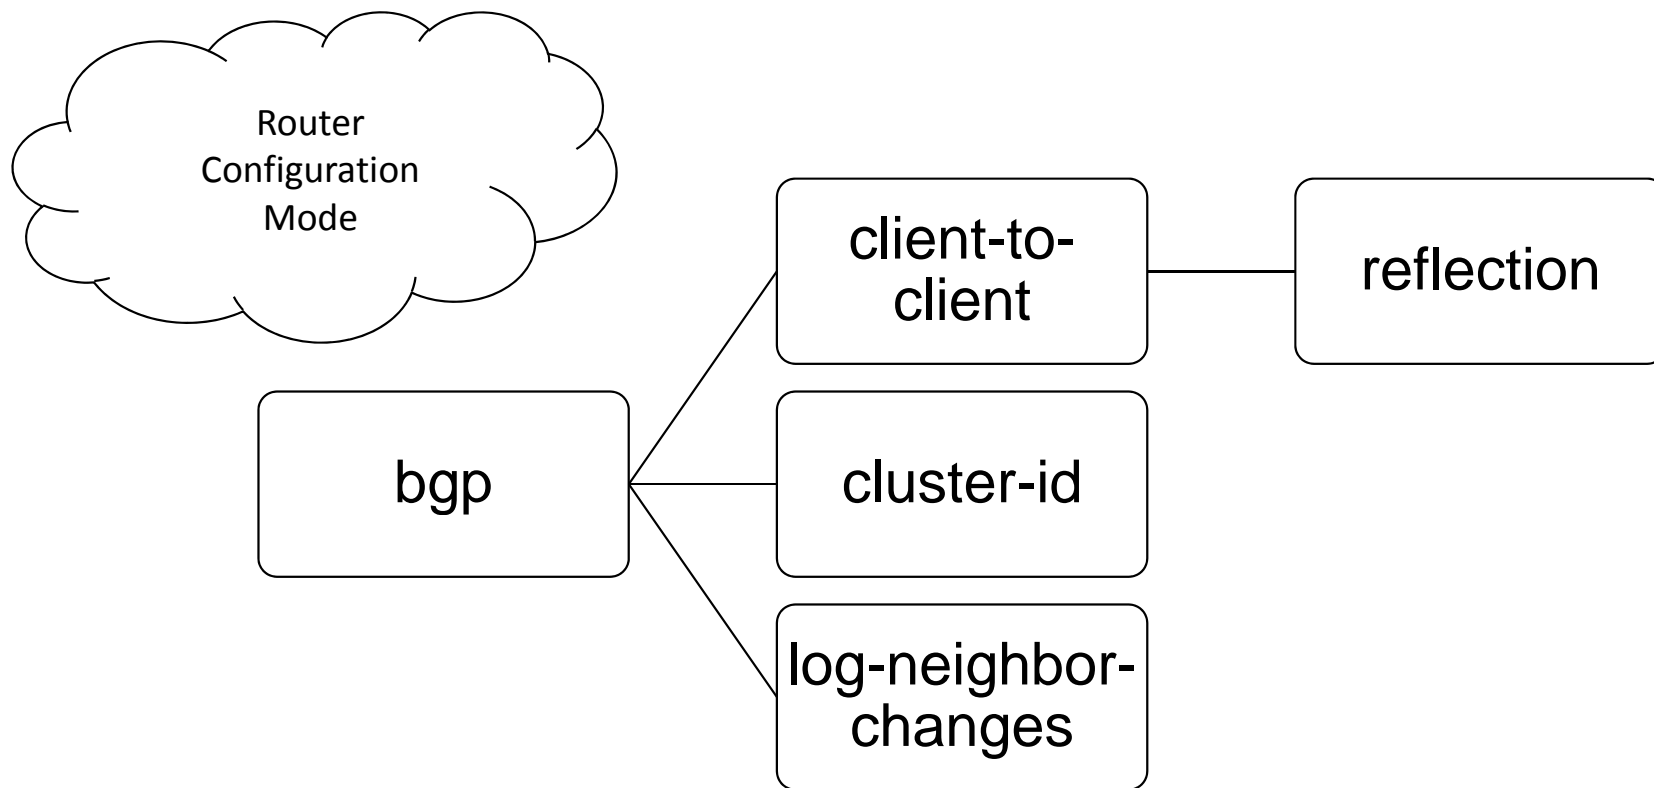 Router
Configuration
Mode
client-to-
client
reflection
bgp
cluster-id
log-neighbor-
changes